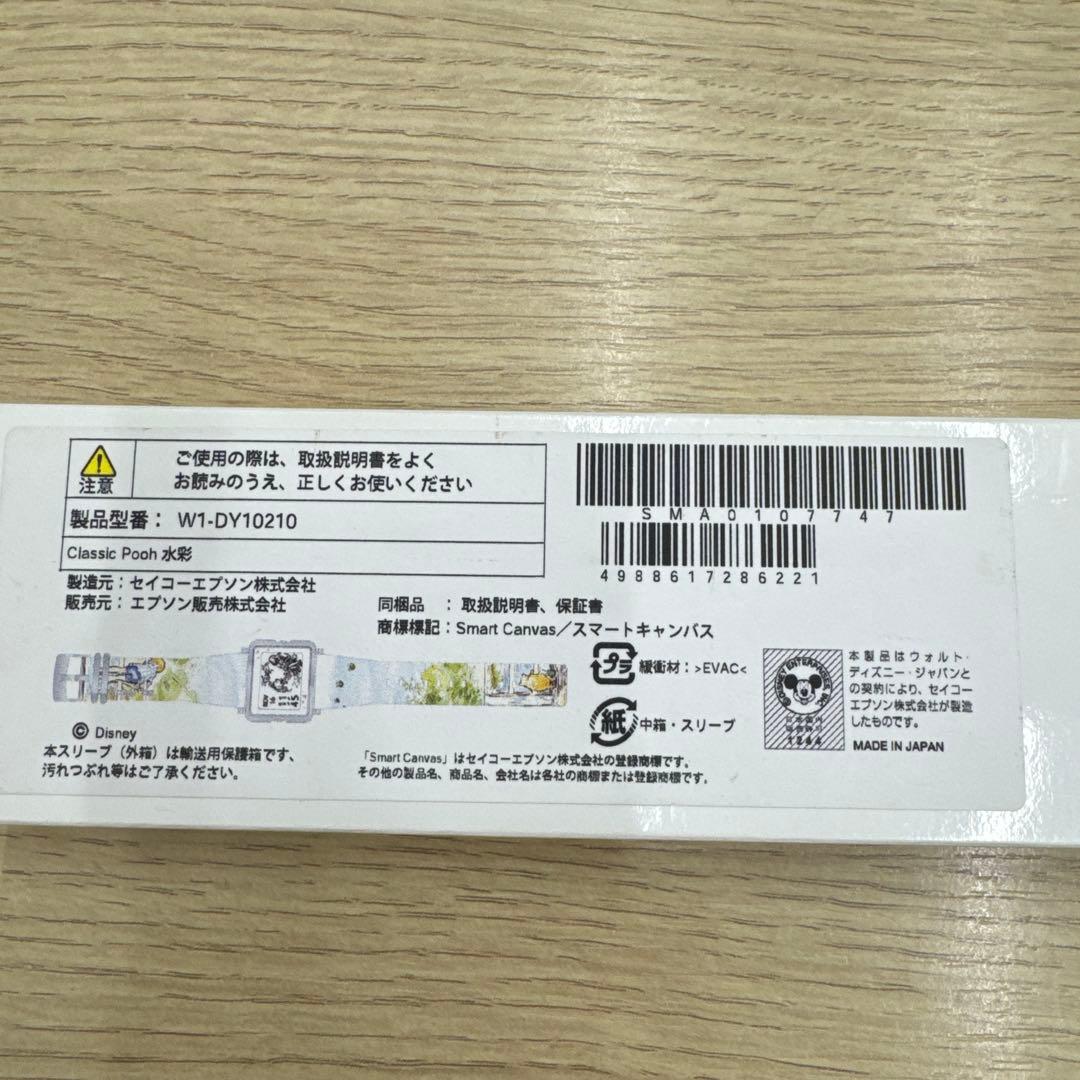 注意
ご使用の際は、取扱説明書をよく
お読みのうえ、正しくお使いください
製品型番： W1-DY10210
Classic Pooh 水彩
製造元：セイコーエプソン株式会社
販売元：エプソン販売株式会社
SMA0107747
4988617286221
同梱品 ：取扱説明書、保証書
商標標記：Smart Canvas／スマートキャンバス
プラ
緩衝材：>EVAC<
紙
中箱・スリーブ
本製品はウォルト・
ディズニー・ジャパンと
の契約により、セイコー
エプソン株式会社が製造
したものです。
MADE IN JAPAN
© Disney
本スリーブ（外箱）は輸送用保護箱です、
汚れつぶれ等はご了承ください。
「Smart Canvas」はセイコーエプソン株式会社の登録商標です。
その他の製品名、商品名、会社名は各社の商標または登録商標です。